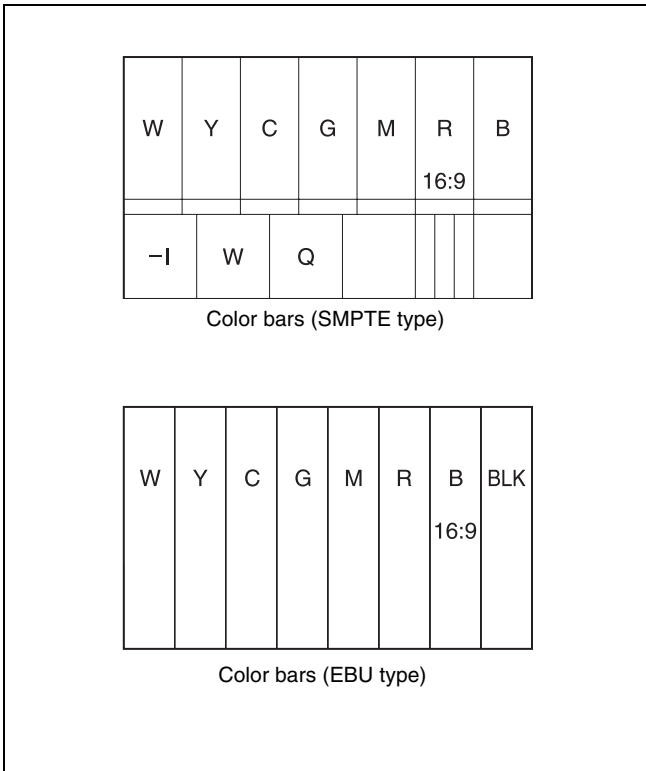 W Y C G M R B
16:9
–I W Q
Color bars (SMPTE type)
W Y C G M R B BLK
16:9
Color bars (EBU type)